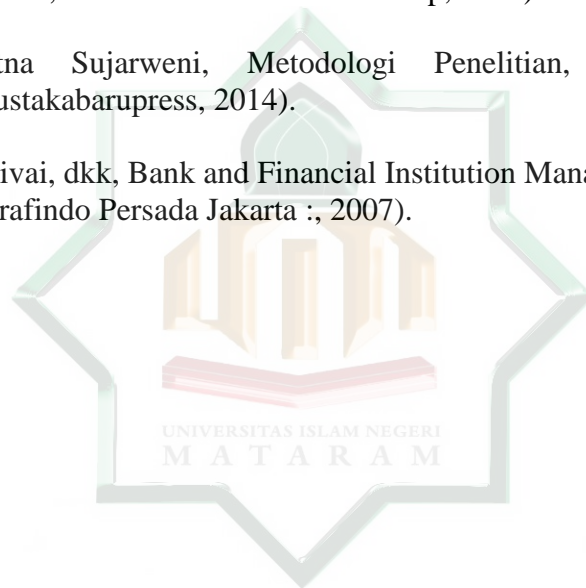 tna Sujarweni, Metodologi Penelitian,
ustakabarupress, 2014).
ivai, dkk, Bank and Financial Institution Mana
rafindo Persada Jakarta :, 2007).
UNIVERSITAS ISLAM NEGERI
MATARAM